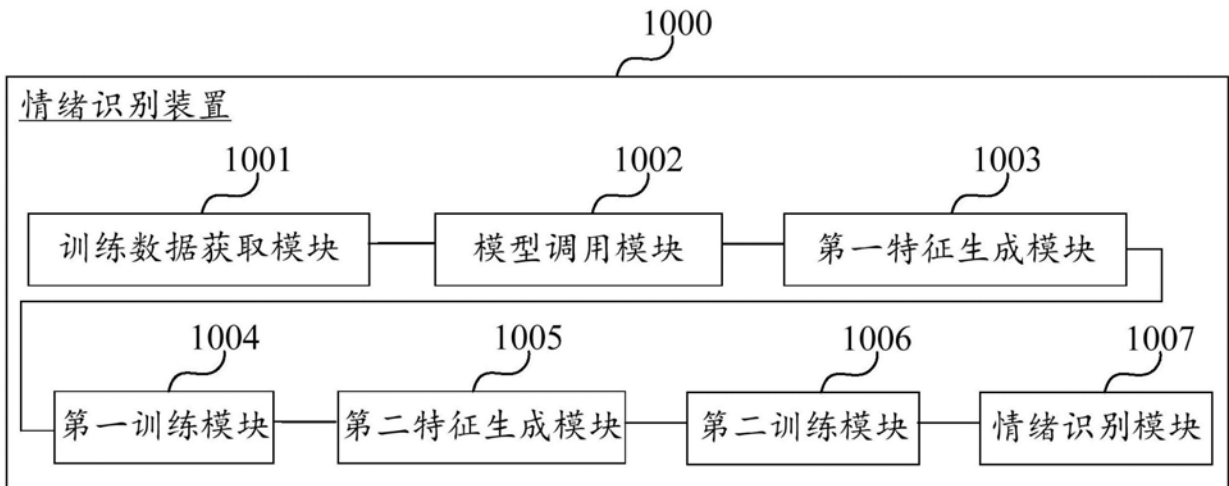 1000
情绪识别装置
1001 1002 1003
训练数据获取模块 模型调用模块 第一特征生成模块
1004 1005 1006 1007
第一训练模块 第二特征生成模块 第二训练模块 情绪识别模块